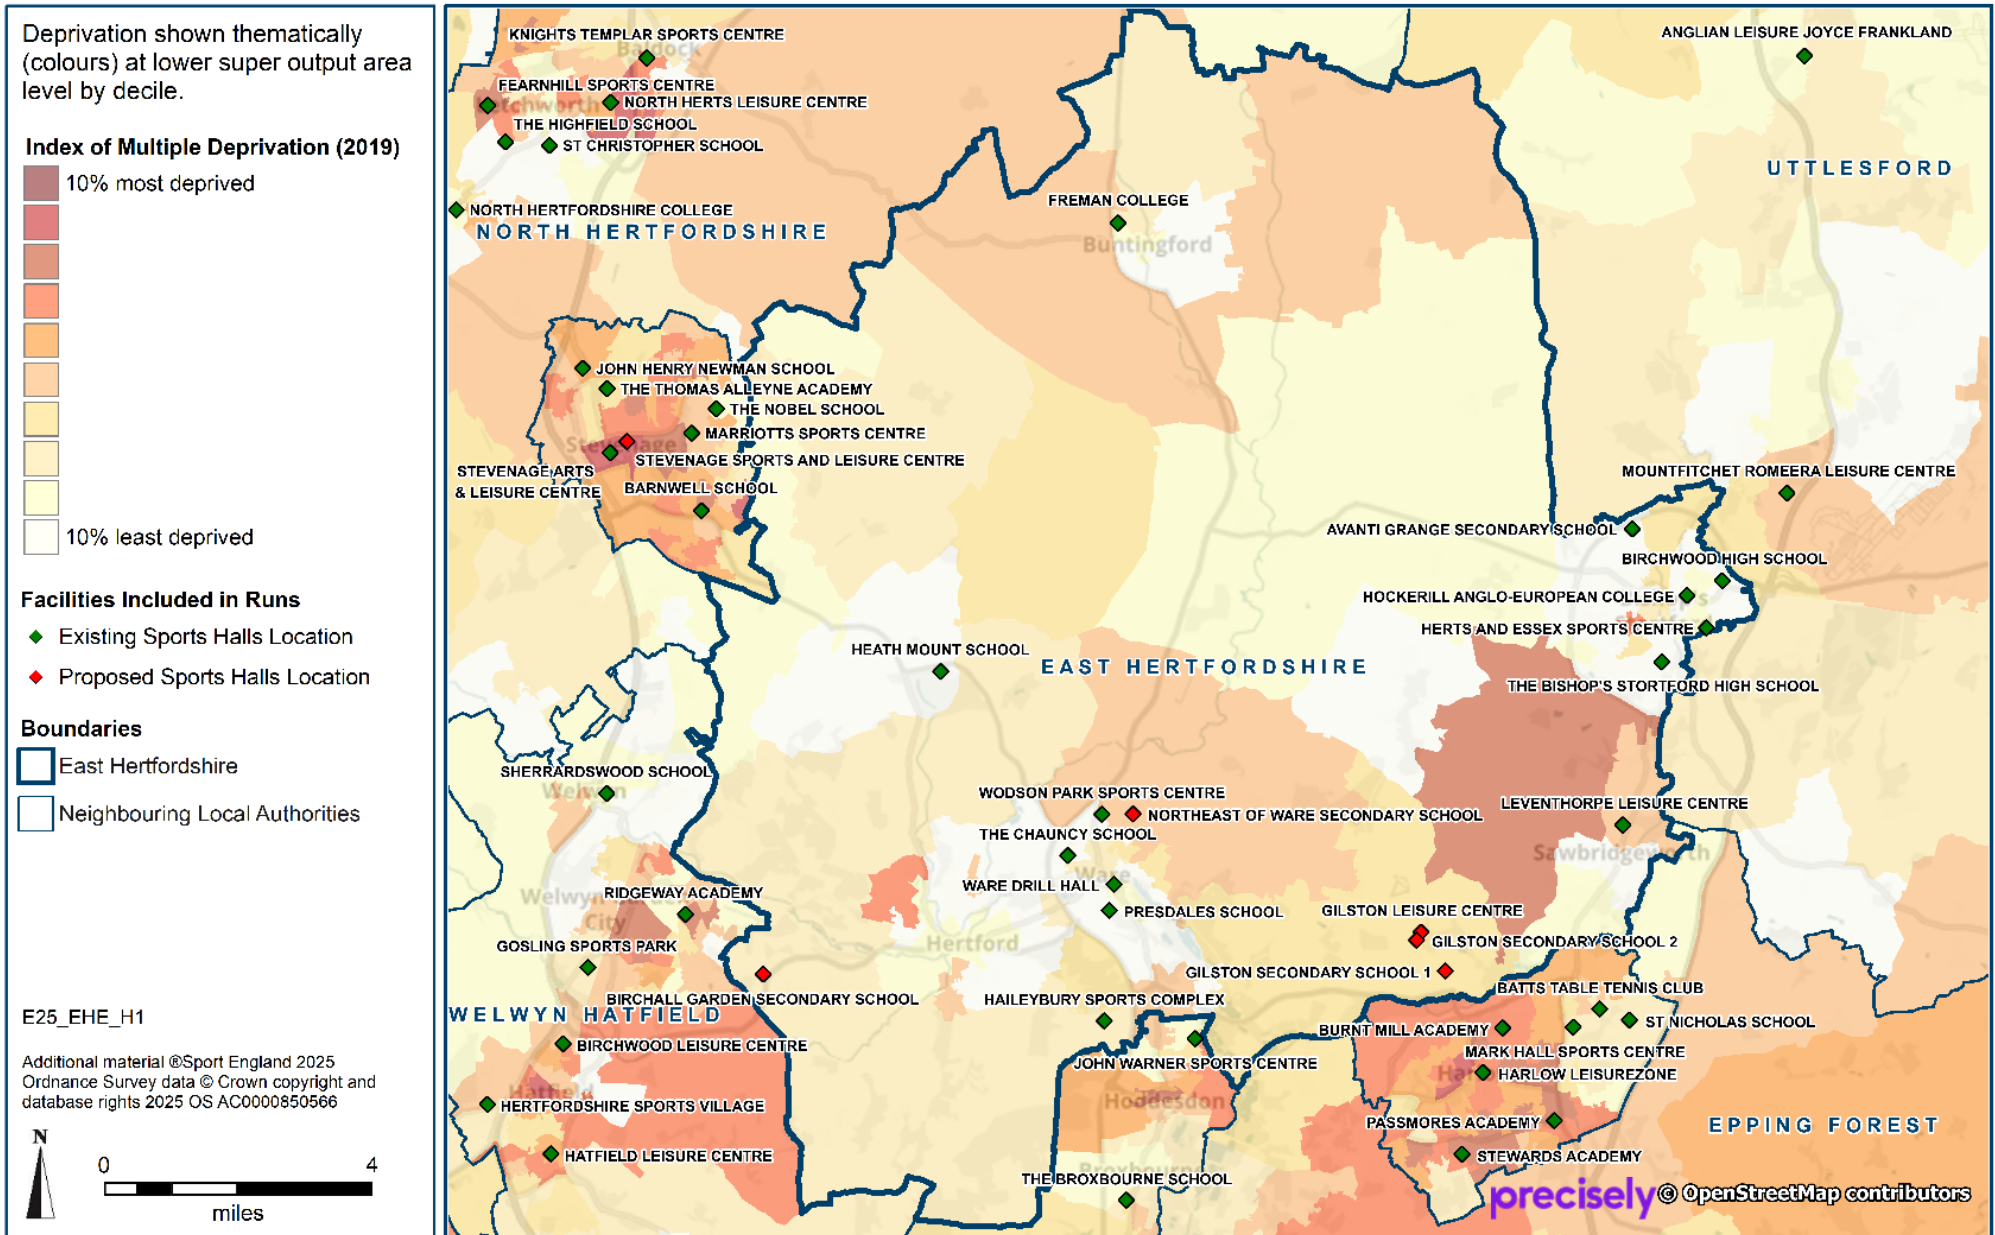 Deprivation shown thematically
(colours) at lower super output area
level by decile.
Index of Multiple Deprivation (2019)
10% most deprived
10% least deprived
Facilities Included in Runs
Existing Sports Halls Location
Proposed Sports Halls Location
Boundaries
East Hertfordshire
Neighbouring Local Authorities
E25_EHE_H1
Additional material ®Sport England 2025
Ordnance Survey data © Crown copyright and
database rights 2025 OS AC0000850566
N
0 4
miles
KNIGHTS TEMPLAR SPORTS CENTRE
Baldock
ANGLIAN LEISURE JOYCE FRANKLAND
FEARNHILL SPORTS CENTRE
NORTH HERTS LEISURE CENTRE
THE HIGHFIELD SCHOOL
ST CHRISTOPHER SCHOOL
UTTLESFORD
FREMAN COLLEGE
NORTH HERTFORDSHIRE COLLEGE
NORTH HERTFORDSHIRE
Buntingford
JOHN HENRY NEWMAN SCHOOL
THE THOMAS ALLEYNE ACADEMY
THE NOBEL SCHOOL
MARRIOTTS SPORTS CENTRE
Stevenage
STEVENAGE SPORTS AND LEISURE CENTRE
STEVENAGE ARTS
& LEISURE CENTRE
BARNWELL SCHOOL
MOUNTFITCHET ROMEERA LEISURE CENTRE
AVANTI GRANGE SECONDARY SCHOOL
BIRCHWOOD HIGH SCHOOL
HOCKERILL ANGLO-EUROPEAN COLLEGE
HERTS AND ESSEX SPORTS CENTRE
HEATH MOUNT SCHOOL
EAST HERTFORDSHIRE
THE BISHOP'S STORTFORD HIGH SCHOOL
SHERRARDSWOOD SCHOOL
Welwyn
WODSON PARK SPORTS CENTRE
NORTHEAST OF WARE SECONDARY SCHOOL
LEVENTHORPE LEISURE CENTRE
THE CHAUNCY SCHOOL
Sawbridgeworth
Ware
WARE DRILL HALL
RIDGEWAY ACADEMY
Welwyn Garden
City
PRESDALES SCHOOL
GILSTON LEISURE CENTRE
GILSTON SECONDARY SCHOOL 2
Hertford
GOSLING SPORTS PARK
GILSTON SECONDARY SCHOOL 1
BIRCHALL GARDEN SECONDARY SCHOOL
HAILEYBURY SPORTS COMPLEX
BATTS TABLE TENNIS CLUB
WELWYN HATFIELD
ST NICHOLAS SCHOOL
BURNT MILL ACADEMY
BIRCHWOOD LEISURE CENTRE
MARK HALL SPORTS CENTRE
JOHN WARNER SPORTS CENTRE
HARLOW LEISUREZONE
Hatfield
Hoddesdon
HERTFORDSHIRE SPORTS VILLAGE
PASSMORES ACADEMY
EPPING FOREST
HATFIELD LEISURE CENTRE
STEWARDS ACADEMY
Broxbourne
THE BROXBOURNE SCHOOL
precisely © OpenStreetMap contributors